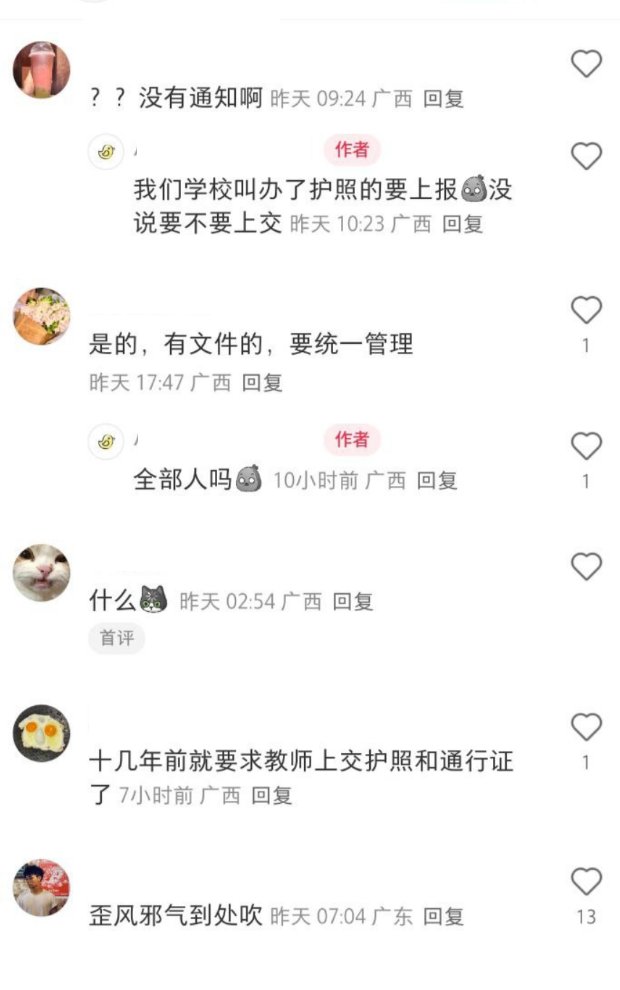 ？？没有通知啊 昨天 09:24 广西 回复
作者
我们学校叫办了护照的要上报没
说要不要上交 昨天 10:23 广西 回复
是的，有文件的，要统一管理
1
昨天 17:47 广西 回复
作者
全部人吗 10小时前 广西 回复
1
什么 昨天 02:54 广西 回复
首评
十几年前就要求教师上交护照和通行证
1
了 7小时前 广西 回复
歪风邪气到处吹 昨天 07:04 广东 回复
13